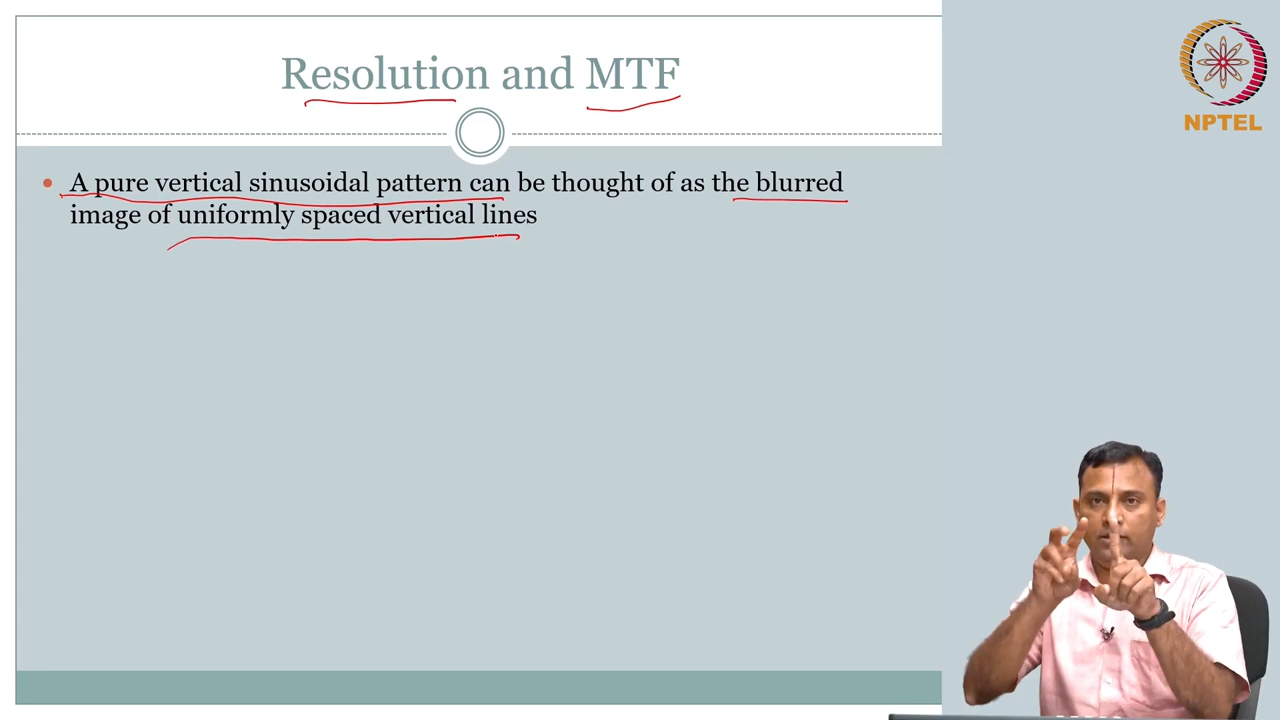 Resolution and MTF
NPTEL
• A pure vertical sinusoidal pattern can be thought of as the blurred
image of uniformly spaced vertical lines